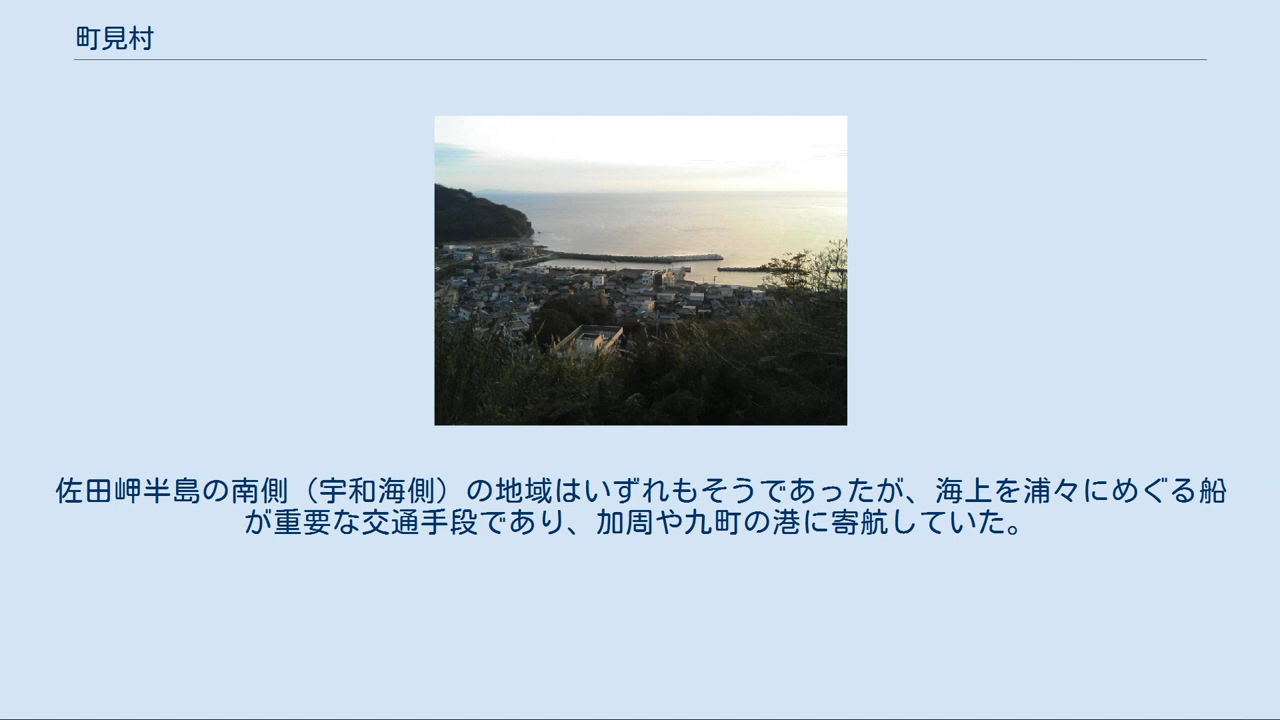 町見村
佐田岬半島の南側（宇和海側）の地域はいずれもそうであったが、海上を浦々にめぐる船
が重要な交通手段であり、加周や九町の港に寄航していた。